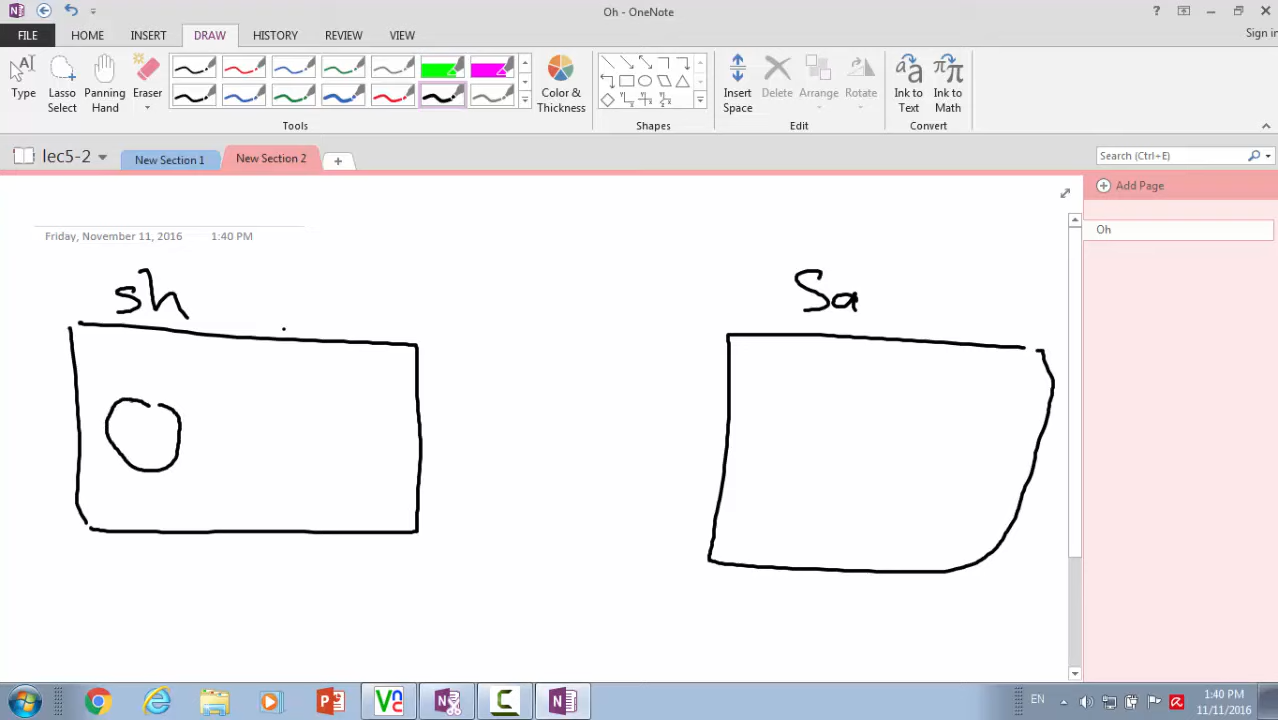 Oh - OneNote
?
FILE HOME INSERT DRAW HISTORY REVIEW VIEW
Sign in
Type Lasso Select Panning Hand Eraser
Color & Thickness
Insert Space Delete Arrange Rotate
Ink to Text Ink to Math
Tools Shapes Edit Convert
lec5-2 New Section 1 New Section 2 +
Search (Ctrl+E)
Add Page
Oh
Friday, November 11, 2016 1:40 PM
sh
Sa
EN
1:40 PM
11/11/2016